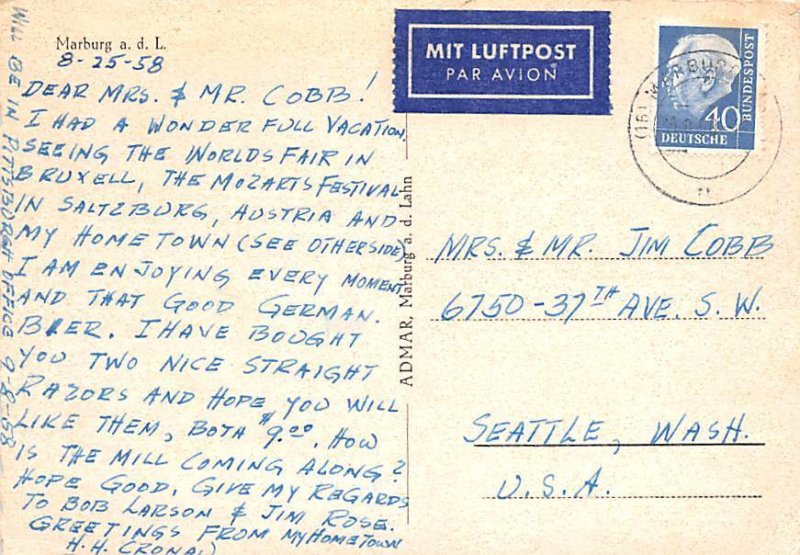 Marburg a. d. L.
8-25-58
DEAR MRS. & MR. COBB!
I HAD A WONDER FULL VACATION,
SEEING THE WORLDS FAIR IN
BRUXELL, THE MOZARTS FESTIVAL
IN SALTZBURG, AUSTRIA AND
MY HOME TOWN (SEE OTHERSIDE)
I AM ENJOYING EVERY MOMENT
AND THAT GOOD GERMAN.
BEER. I HAVE BOUGHT
YOU TWO NICE STRAIGHT
RAZORS AND HOPE YOU WILL
LIKE THEM, BOTH $9.00. HOW
IS THE MILL COMING ALONG?
HOPE GOOD, GIVE MY REGARDS
TO BOB LARSON & JIM ROSE.
GREETINGS FROM MY HOME TOWN
WILL BE IN PITTSBURGH OFFICE 9-8-58
ADMAR, Marburg a. d. Lahn
MIT LUFTPOST
PAR AVION
BUNDESPOST
40
DEUTSCHE
MRS. & MR. JIM COBB
6750-37TH AVE. S. W.
SEATTLE, WASH.
U. S. A.